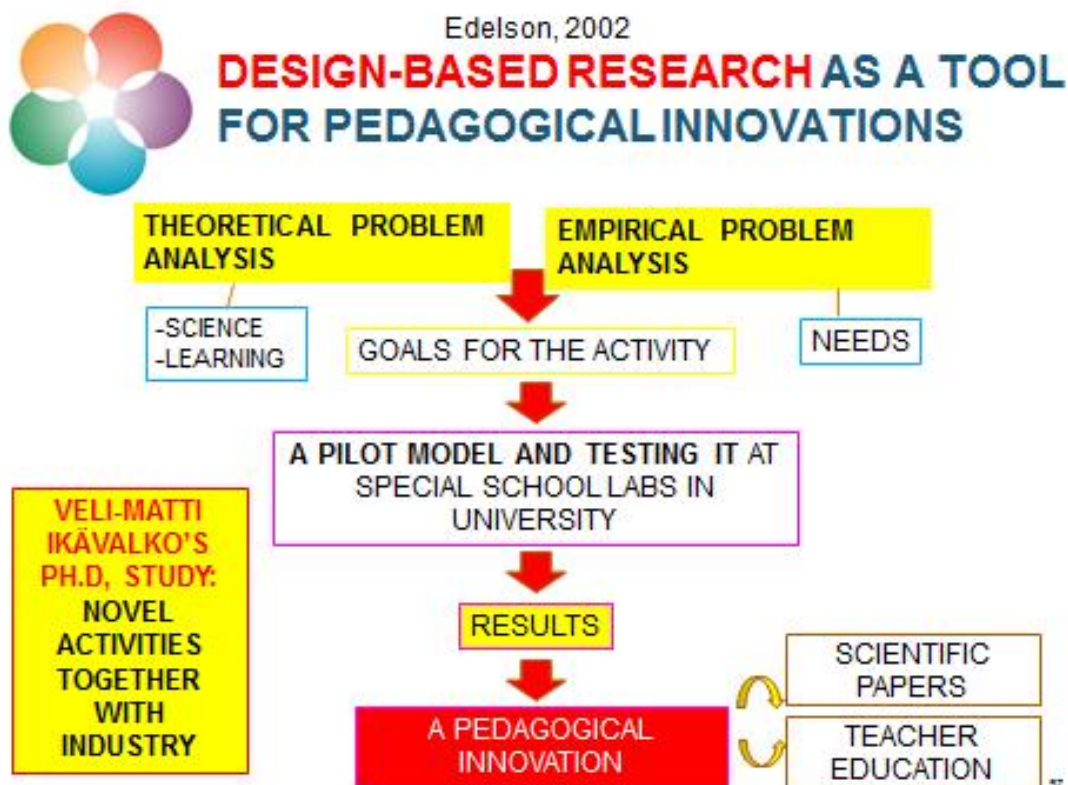 Edelson, 2002
DESIGN-BASED RESEARCH AS A TOOL
FOR PEDAGOGICAL INNOVATIONS
THEORETICAL PROBLEM
ANALYSIS
EMPIRICAL PROBLEM
ANALYSIS
-SCIENCE
-LEARNING
GOALS FOR THE ACTIVITY
NEEDS
A PILOT MODEL AND TESTING IT AT
SPECIAL SCHOOL LABS IN
UNIVERSITY
VELI-MATTI
IKÄVALKO'S
PH.D, STUDY:
NOVEL
ACTIVITIES
TOGETHER
WITH
INDUSTRY
RESULTS
A PEDAGOGICAL
INNOVATION
SCIENTIFIC
PAPERS
TEACHER
EDUCATION